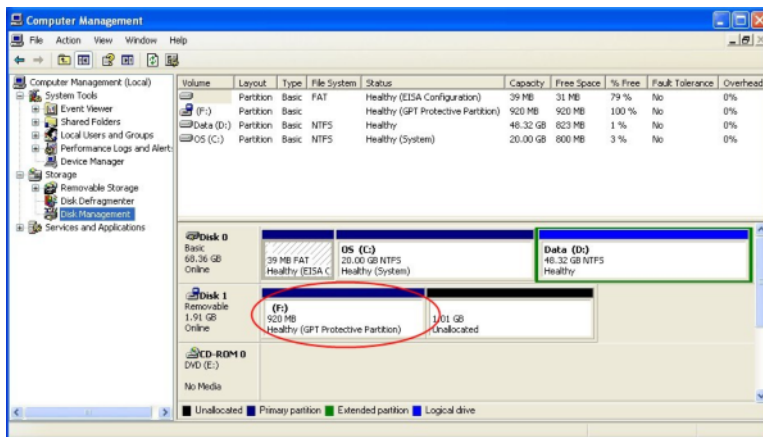 Computer Management
File Action View Window Help
Computer Management (Local)
System Tools
Event Viewer
Shared Folders
Local Users and Groups
Performance Logs and Alert:
Device Manager
Storage
Removable Storage
Disk Defragmenter
Disk Management
Services and Applications
Volume Layout Type File System Status Capacity Free Space % Free Fault Tolerance Overhead
Partition Basic FAT Healthy (EISA Configuration) 39 MB 31 MB 79 % No 0%
(F:) Partition Basic Healthy (GPT Protective Partition) 920 MB 920 MB 100 % No 0%
Data (D:) Partition Basic NTFS Healthy 48.32 GB 823 MB 1 % No 0%
OS (C:) Partition Basic NTFS Healthy (System) 20.00 GB 800 MB 3 % No 0%
Disk 0
Basic
68.36 GB
Online
39 MB FAT
Healthy (EISA C
OS (C:)
20.00 GB NTFS
Healthy (System)
Data (D:)
48.32 GB NTFS
Healthy
Disk 1
Removable
1.91 GB
Online
(F:)
920 MB
Healthy (GPT Protective Partition)
1.01 GB
Unallocated
CD-ROM 0
DVD (E:)
No Media
Unallocated Primary partition Extended partition Logical drive